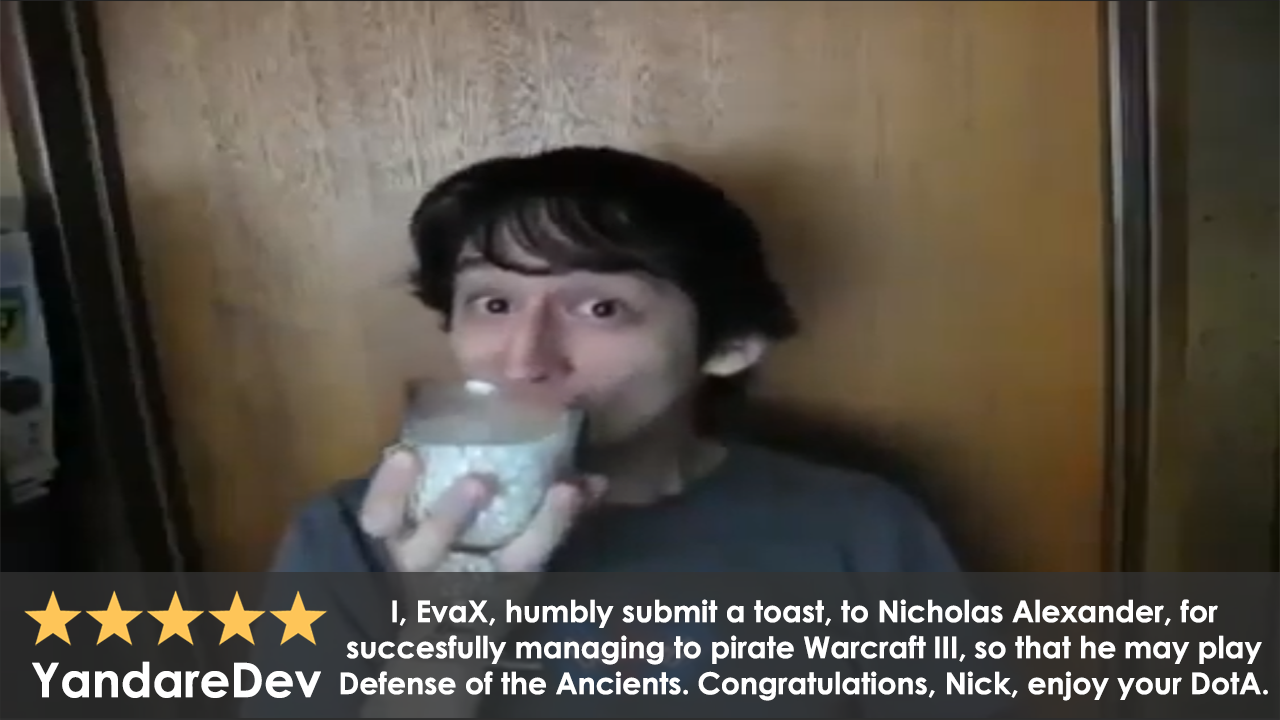 I, EvaX, humbly submit a toast, to Nicholas Alexander, for
succesfully managing to pirate Warcraft III, so that he may play
YandareDev
Defense of the Ancients. Congratulations, Nick, enjoy your DotA.